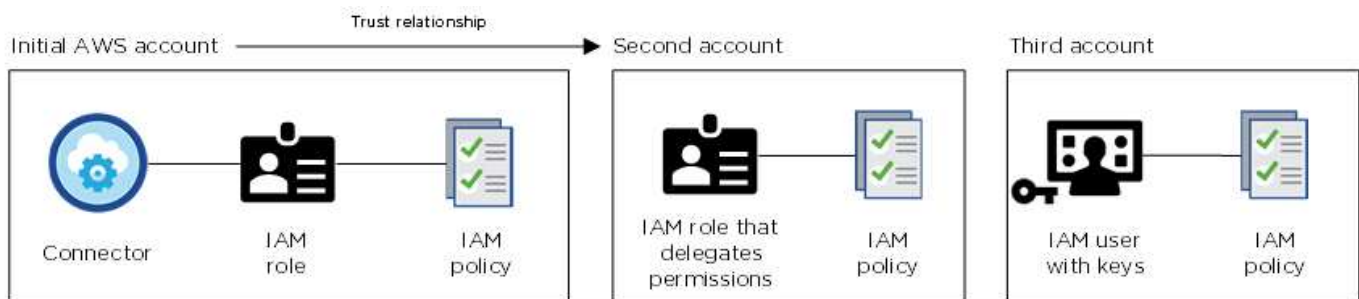 Trust relationship
Initial AWS account
Second account
Third account
Connector
IAM
role
IAM
policy
IAM role that
delegates
permissions
IAM
policy
IAM user
with keys
IAM
policy